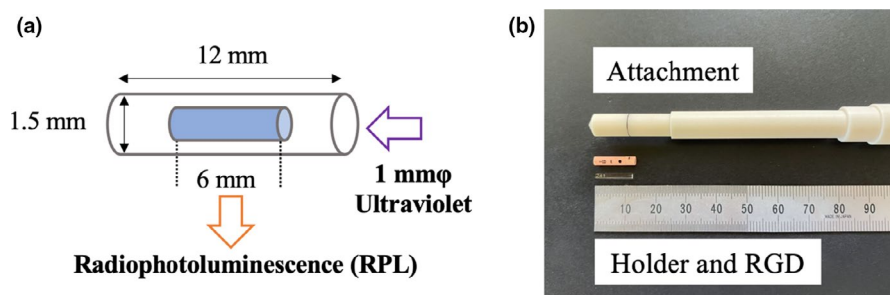 (a)
12 mm
1.5 mm
6 mm
1 mmφ
Ultraviolet
Radiophotoluminescence (RPL)
(b)
Attachment
10 20 30 40 50 60 70 80 90
Holder and RGD